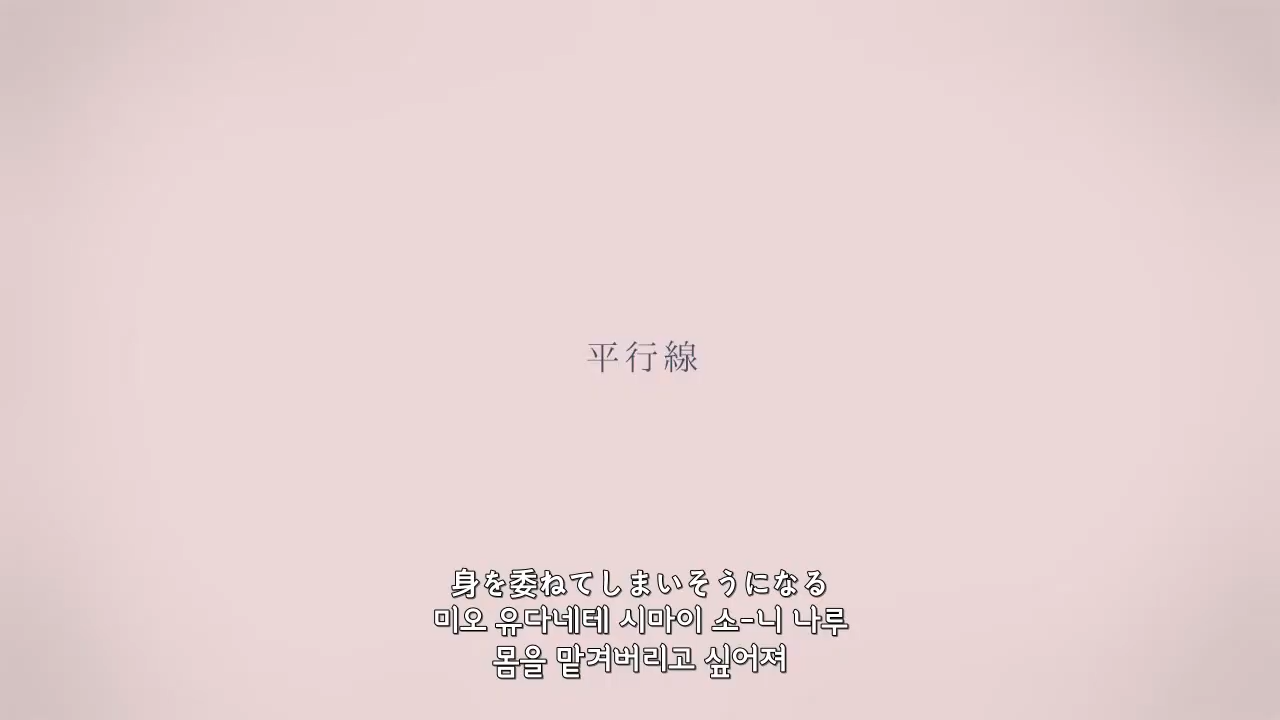 平行線
身を委ねてしまいそうになる
미오 유다네테 시마이 소-니 나루
몸을 맡겨버리고 싶어져